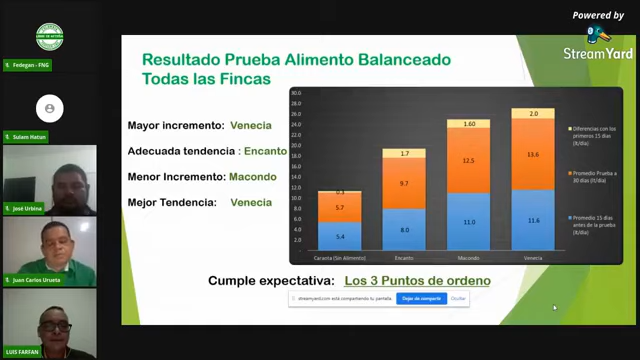 Powered by
StreamYard
Fedegan - FNG
Sulam Hatun
José Urbina
Juan Carlos Urueta
LUIS FARFAN
Resultado Prueba Alimento Balanceado
Todas las Fincas
Mayor incremento: Venecia
Adecuada tendencia : Encanto
Menor Incremento: Macondo
Mejor Tendencia: Venecia
30.0
28.0
26.0
24.0
22.0
20.0
18.0
16.0
14.0
12.0
10.0
8.0
6.0
4.0
2.0
-
0.3
5.7
5.4
1.7
9.7
8.0
1.60
12.5
11.0
2.0
13.6
11.6
Caranta (Sin Alimento)
Encanto
Macondo
Venecia
Diferencias con los
primeros 15 días
(lt/día)
Promedio Prueba a
30 días (lt/día)
Promedio 15 días
antes de la prueba
(lt/día)
Cumple expectativa: Los 3 Puntos de ordeno
streamyard.com está compartiendo tu pantalla.
Dejar de compartir
Ocultar